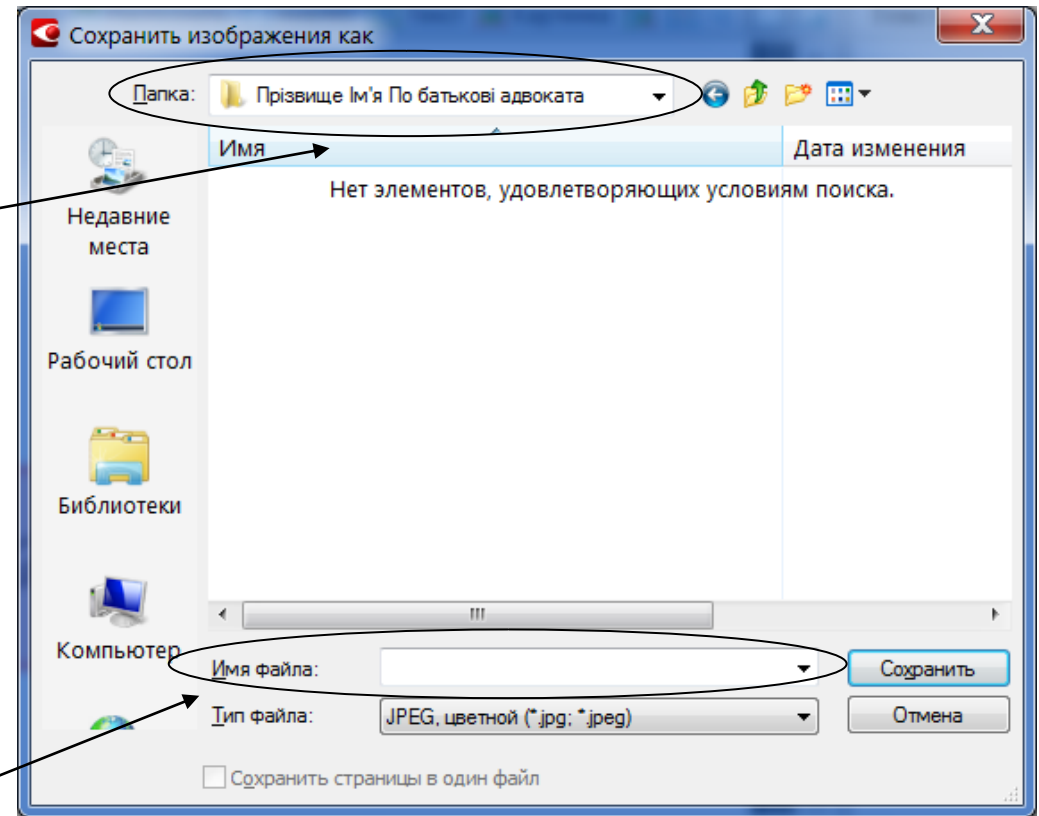 Сохранить изображения как
Папка: Прізвище Ім'я По батькові адвоката
Имя Дата изменения
Нет элементов, удовлетворяющих условиям поиска.
Недавние
места
Рабочий стол
Библиотеки
Компьютер
Имя файла: Сохранить
Тип файла: JPEG, цветной (*.jpg; *.jpeg) Отмена
Сохранить страницы в один файл